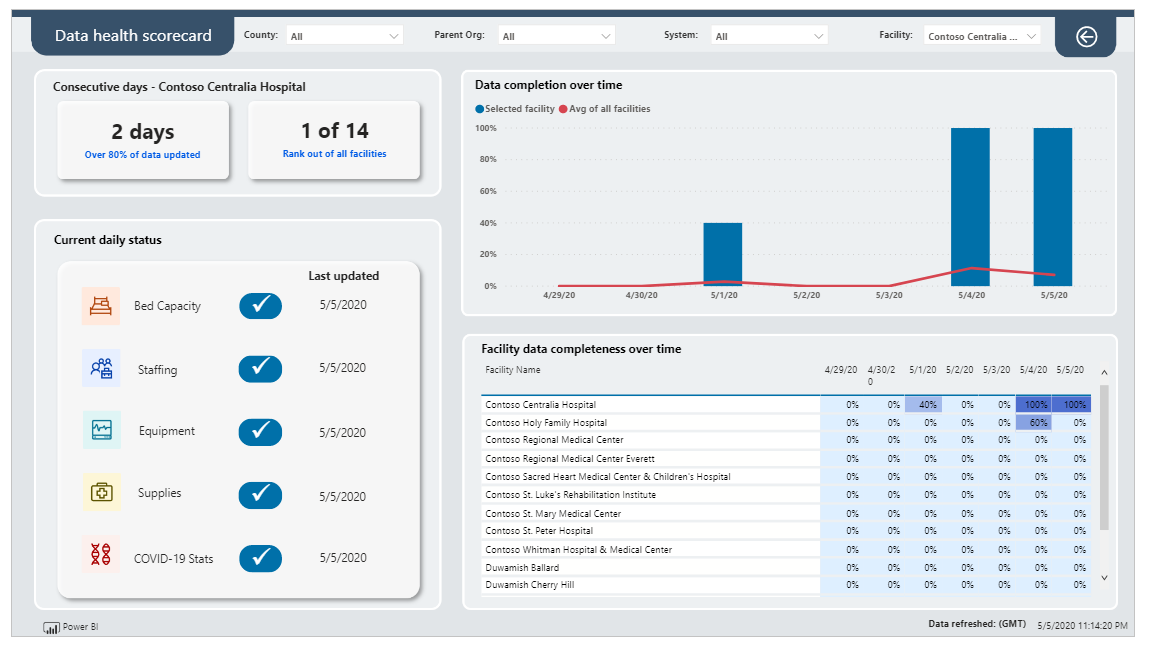 Data health scorecard
County: All
Parent Org: All
System: All
Facility: Contoso Centralia ...
Consecutive days - Contoso Centralia Hospital
2 days
Over 80% of data updated
1 of 14
Rank out of all facilities
Current daily status
Last updated
Bed Capacity 5/5/2020
Staffing 5/5/2020
Equipment 5/5/2020
Supplies 5/5/2020
COVID-19 Stats 5/5/2020
Data completion over time
Selected facility Avg of all facilities
100%
80%
60%
40%
20%
0%
4/29/20 4/30/20 5/1/20 5/2/20 5/3/20 5/4/20 5/5/20
Facility data completeness over time
Facility Name 4/29/20 4/30/2 5/1/20 5/2/20 5/3/20 5/4/20 5/5/20
0
Contoso Centralia Hospital 0% 0% 40% 0% 0% 100% 100%
Contoso Holy Family Hospital 0% 0% 0% 0% 0% 60% 0%
Contoso Regional Medical Center 0% 0% 0% 0% 0% 0% 0%
Contoso Regional Medical Center Everett 0% 0% 0% 0% 0% 0% 0%
Contoso Sacred Heart Medical Center & Children's Hospital 0% 0% 0% 0% 0% 0% 0%
Contoso St. Luke's Rehabilitation Institute 0% 0% 0% 0% 0% 0% 0%
Contoso St. Mary Medical Center 0% 0% 0% 0% 0% 0% 0%
Contoso St. Peter Hospital 0% 0% 0% 0% 0% 0% 0%
Contoso Whitman Hospital & Medical Center 0% 0% 0% 0% 0% 0% 0%
Duwamish Ballard 0% 0% 0% 0% 0% 0% 0%
Duwamish Cherry Hill 0% 0% 0% 0% 0% 0% 0%
Power BI
Data refreshed: (GMT) 5/5/2020 11:14:20 PM